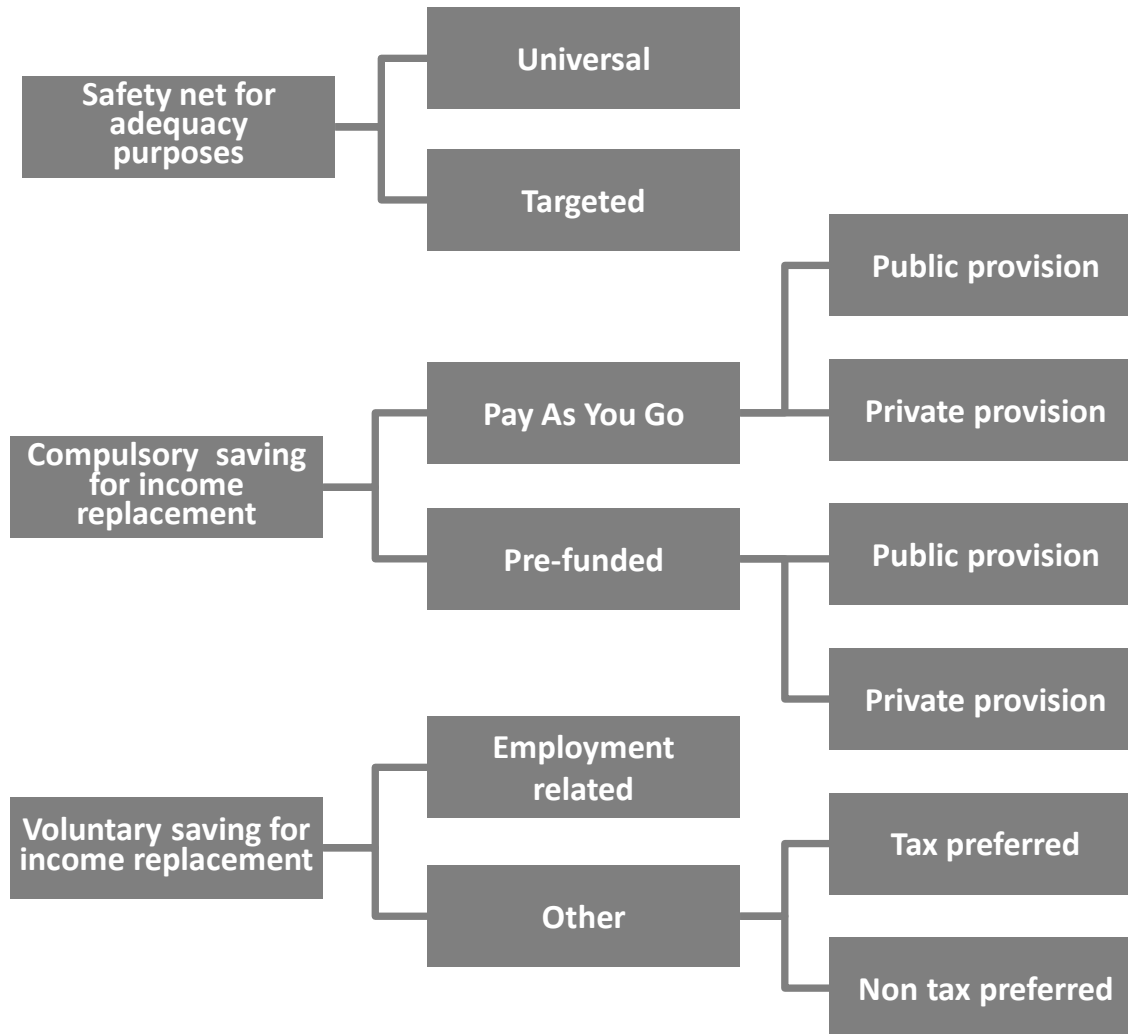 Safety net for
adequacy
purposes
Universal
Targeted
Compulsory saving
for income
replacement
Pay As You Go
Public provision
Private provision
Pre-funded
Public provision
Private provision
Voluntary saving for
income replacement
Employment
related
Other
Tax preferred
Non tax preferred